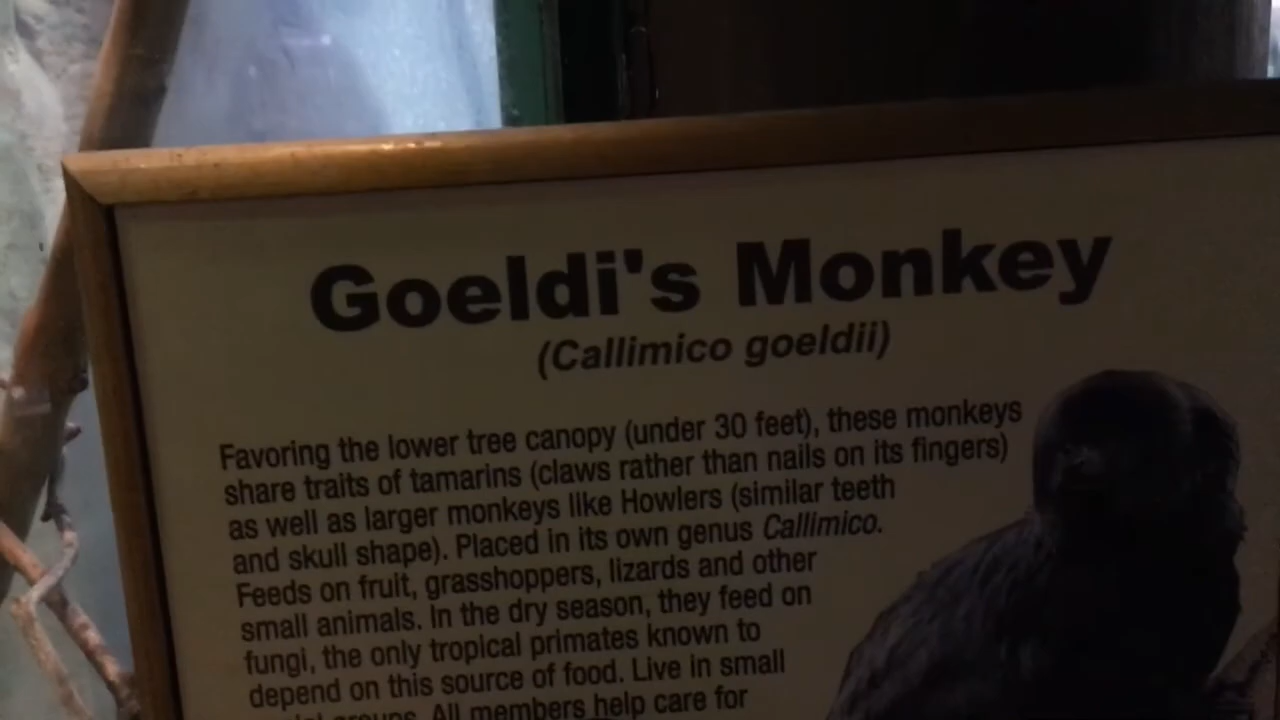 Goeldi's Monkey
(Callimico goeldii)
Favoring the lower tree canopy (under 30 feet), these monkeys
share traits of tamarins (claws rather than nails on its fingers)
as well as larger monkeys like Howlers (similar teeth
and skull shape). Placed in its own genus Callimico.
Feeds on fruit, grasshoppers, lizards and other
small animals. In the dry season, they feed on
fungi, the only tropical primates known to
depend on this source of food. Live in small
groups. All members help care for